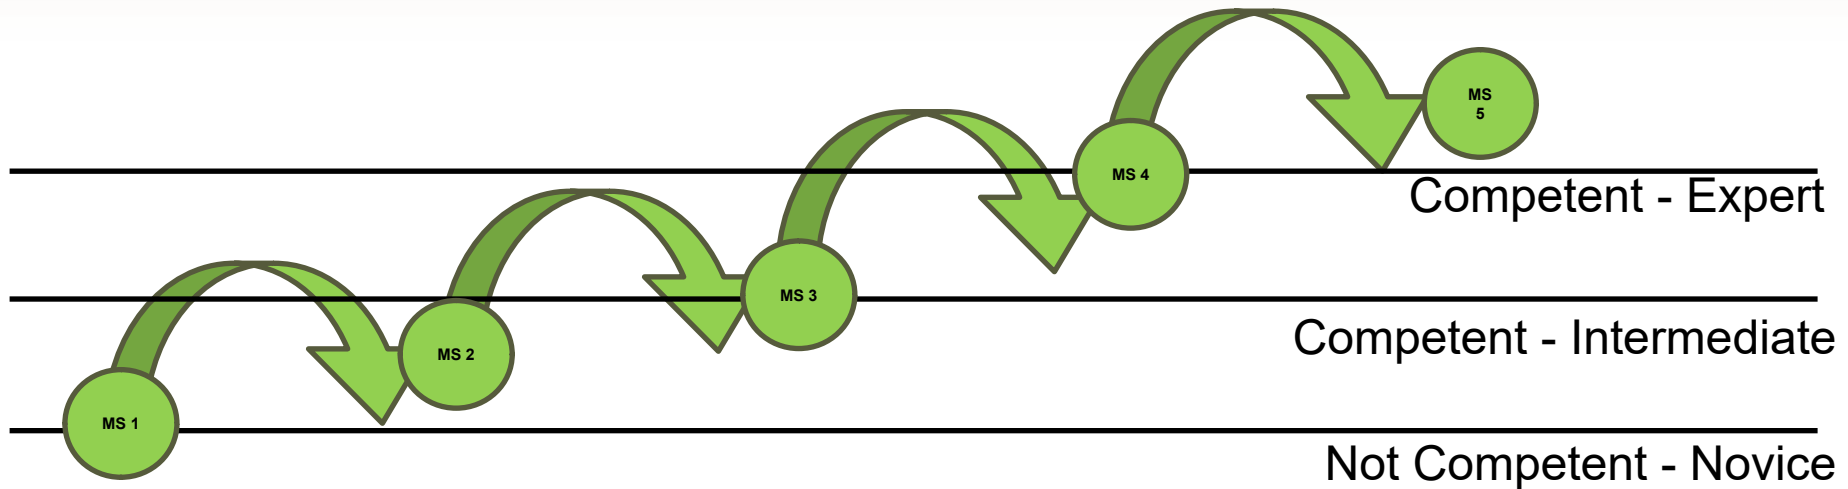 MS
5
MS 4
Competent - Expert
MS 3
Competent - Intermediate
MS 2
MS 1
Not Competent - Novice